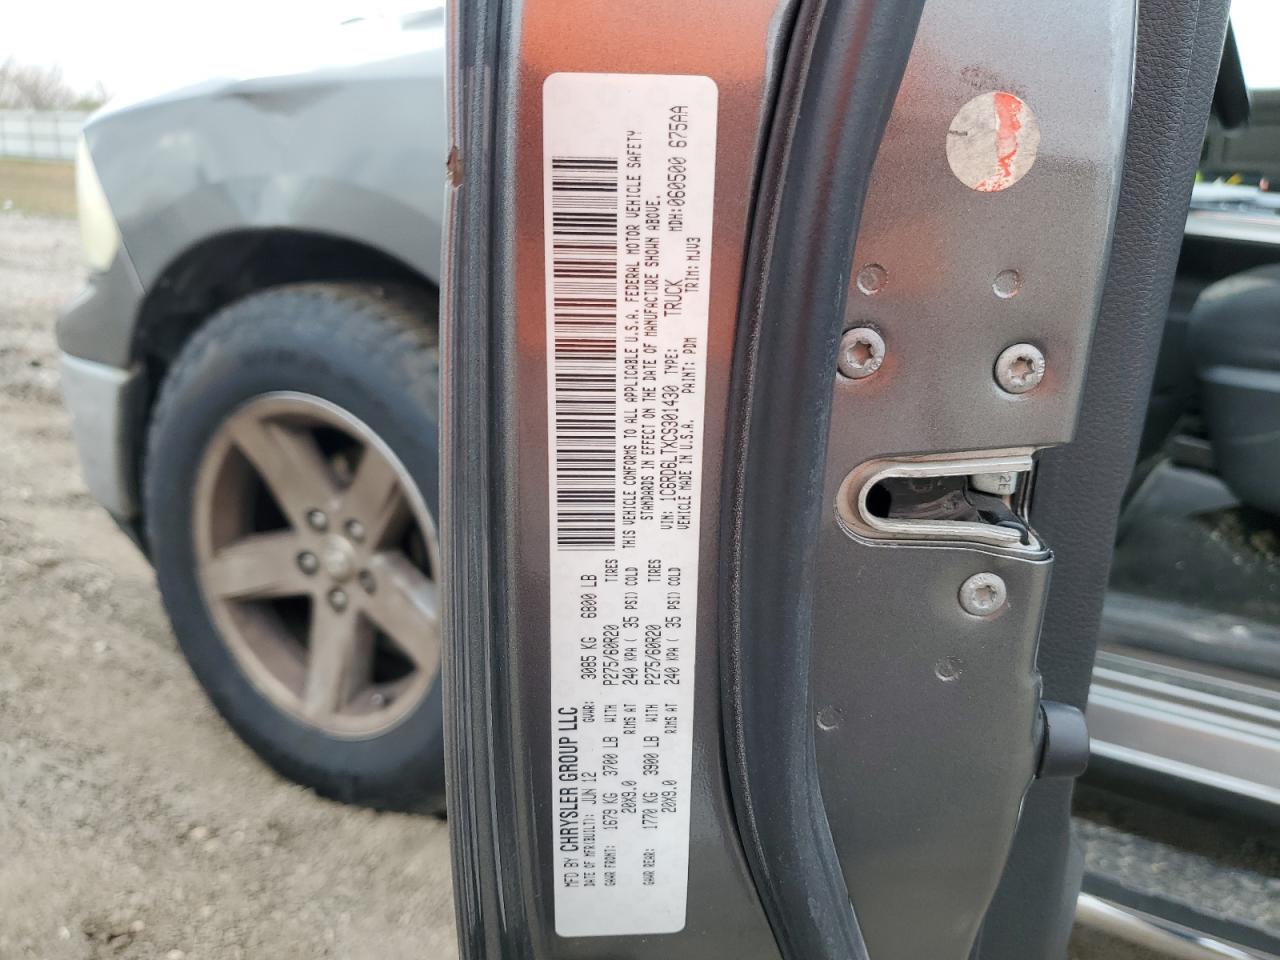 MFD BY CHRYSLER GROUP LLC
DATE OF MFR(BUILT): JUN 12 GVWR: 3085 KG 6800 LB
GAWR FRONT: 1679 KG 3700 LB WITH P275/60R20 TIRES
20X9.0 RIMS AT 240 KPA ( 35 PSI) COLD
GAWR REAR: 1770 KG 3900 LB WITH P275/60R20 TIRES
20X9.0 RIMS AT 240 KPA ( 35 PSI) COLD
THIS VEHICLE CONFORMS TO ALL APPLICABLE U.S.A. FEDERAL MOTOR VEHICLE SAFETY
STANDARDS IN EFFECT ON THE DATE OF MANUFACTURE SHOWN ABOVE.
VIN: 1C6RD6LTXCS301430 TYPE: TRUCK MDH:060500 675AA
VEHICLE MADE IN U.S.A. PAINT: PDM TRIM: MJV3
2E